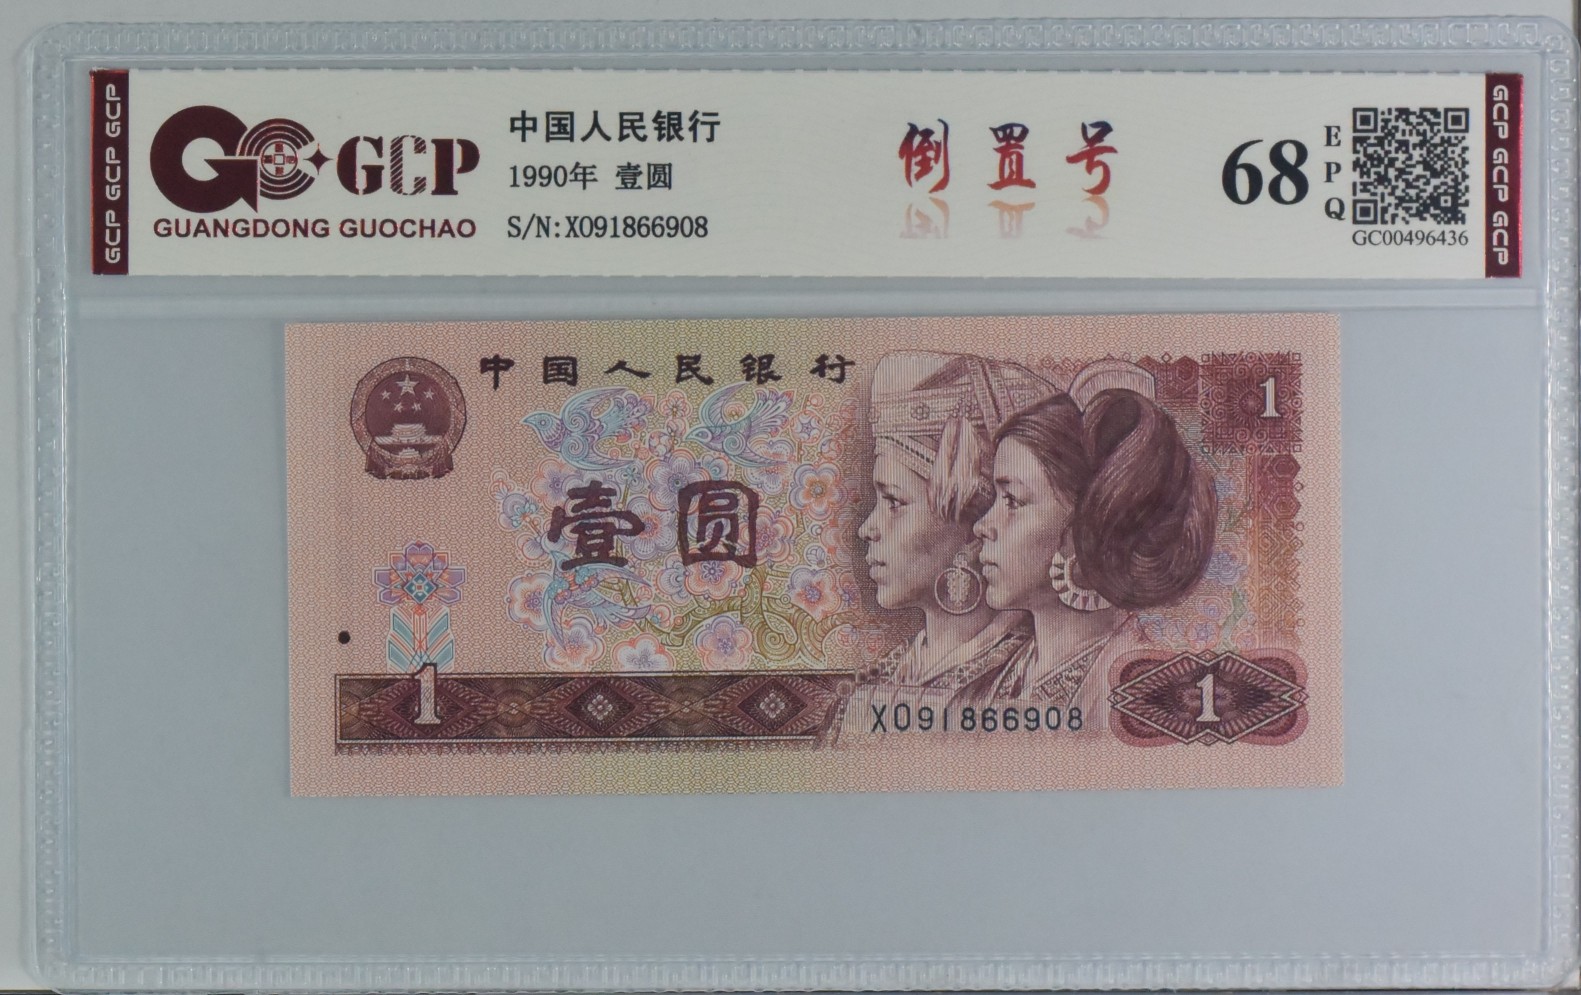 GCP GCP GCP
GCP
GUANGDONG GUOCHAO
中国人民银行
1990年 壹圆
S/N:X091866908
倒置号
68
EPQ
GC00496436
GCP GCP GCP
中国人民银行
1
壹圆
1
X091866908
1